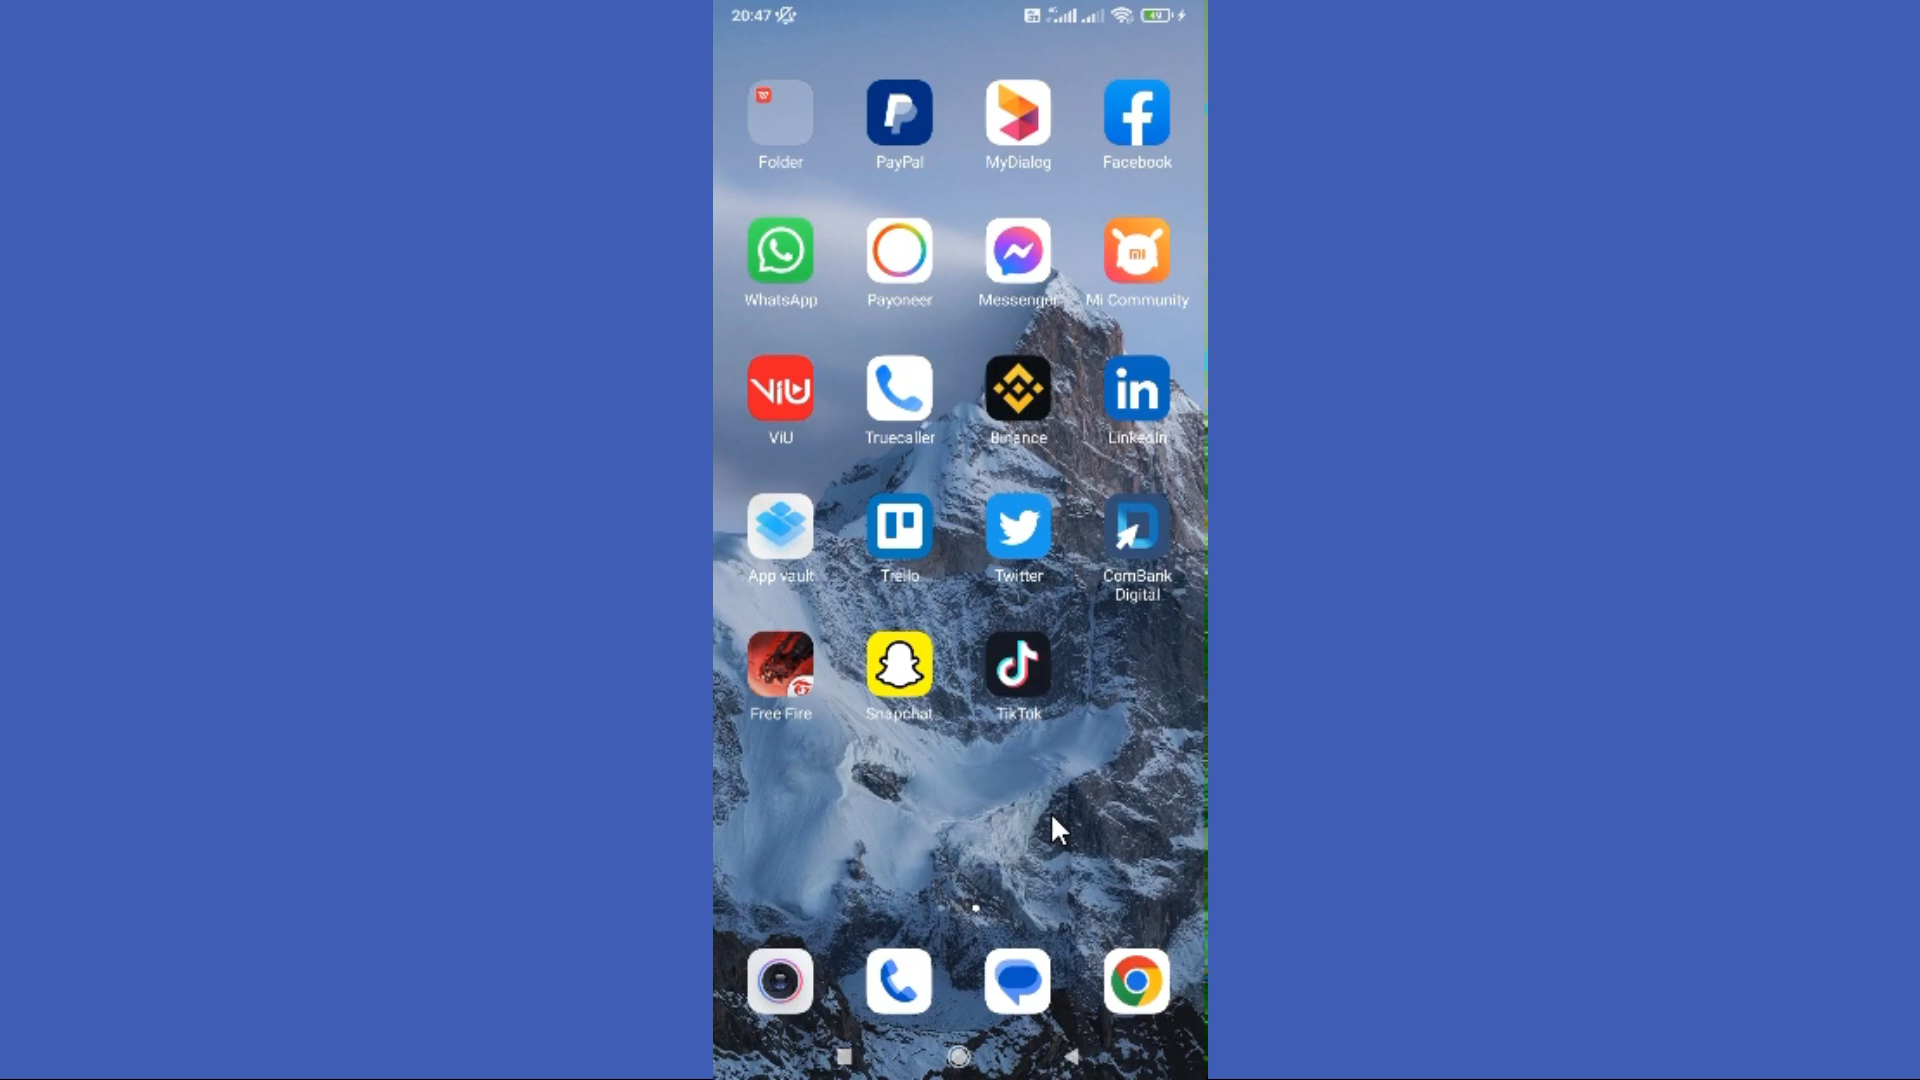 20:47
49
Folder
PayPal
MyDialog
Facebook
WhatsApp
Payoneer
Messenger
Mi Community
ViU
Truecaller
Binance
LinkedIn
App vault
Trello
Twitter
ComBank
Digital
Free Fire
Snapchat
TikTok